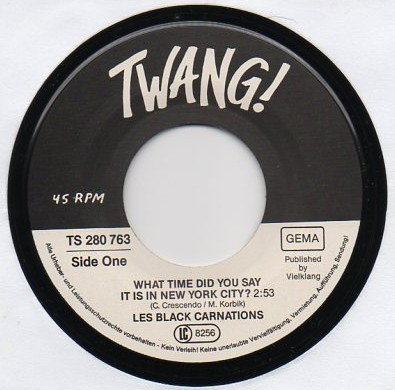 TWANG!
45 RPM
TS 280 763
Side One
GEMA
Published by
Vielklang
WHAT TIME DID YOU SAY
IT IS IN NEW YORK CITY? 2:53
(C. Crescendo / M. Korbik)
LES BLACK CARNATIONS
LC 8256
Alle Urheber- und Leistungsschutzrechte vorbehalten - Kein Verleih! Keine unerlaubte Vervielfältigung, Vermietung, Aufführung, Sendung!